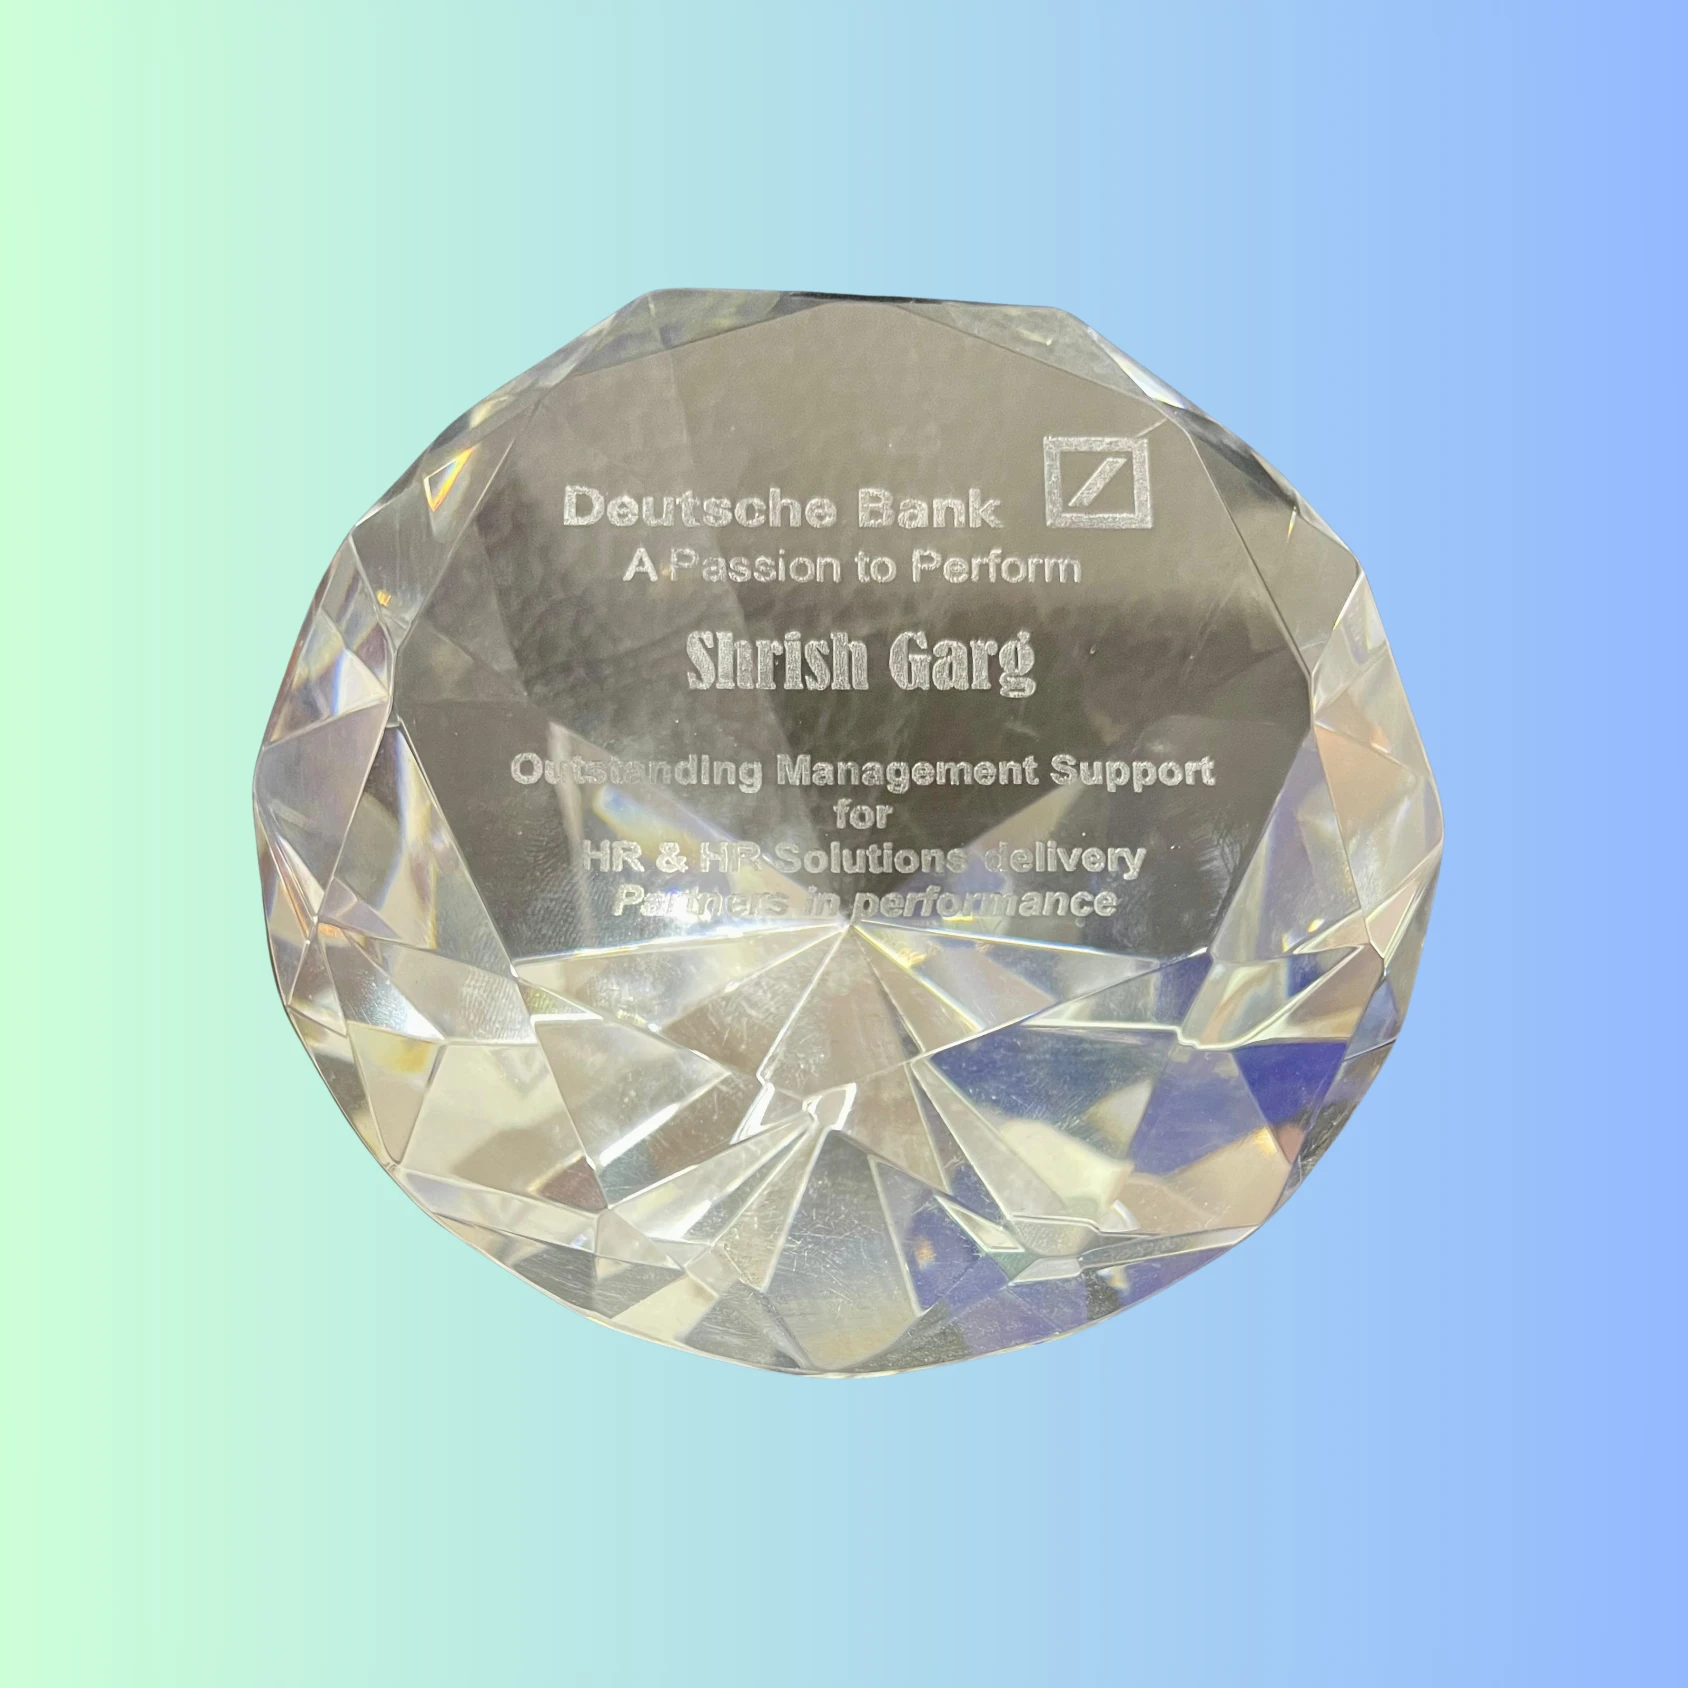 Deutsche Bank
A Passion to Perform
Shrish Garg
Outstanding Management Support
for
HR & HR Solutions delivery
Partners in performance